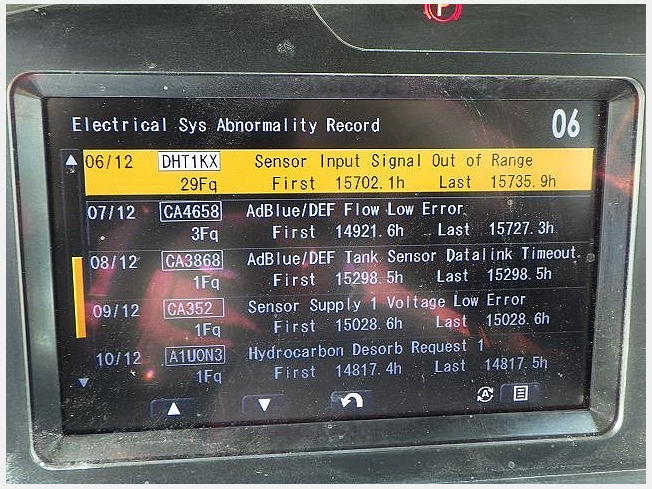 P
Electrical Sys Abnormality Record 06
06/12 DHT1KX Sensor Input Signal Out of Range
29Fq First 15702.1h Last 15735.9h
07/12 CA4658 AdBlue/DEF Flow Low Error
3Fq First 14921.6h Last 15727.3h
08/12 CA3868 AdBlue/DEF Tank Sensor Datalink Timeout
1Fq First 15298.5h Last 15298.5h
09/12 CA352 Sensor Supply 1 Voltage Low Error
1Fq First 15028.6h Last 15028.6h
10/12 A1U0N3 Hydrocarbon Desorb Request 1
1Fq First 14817.4h Last 14817.5h
A